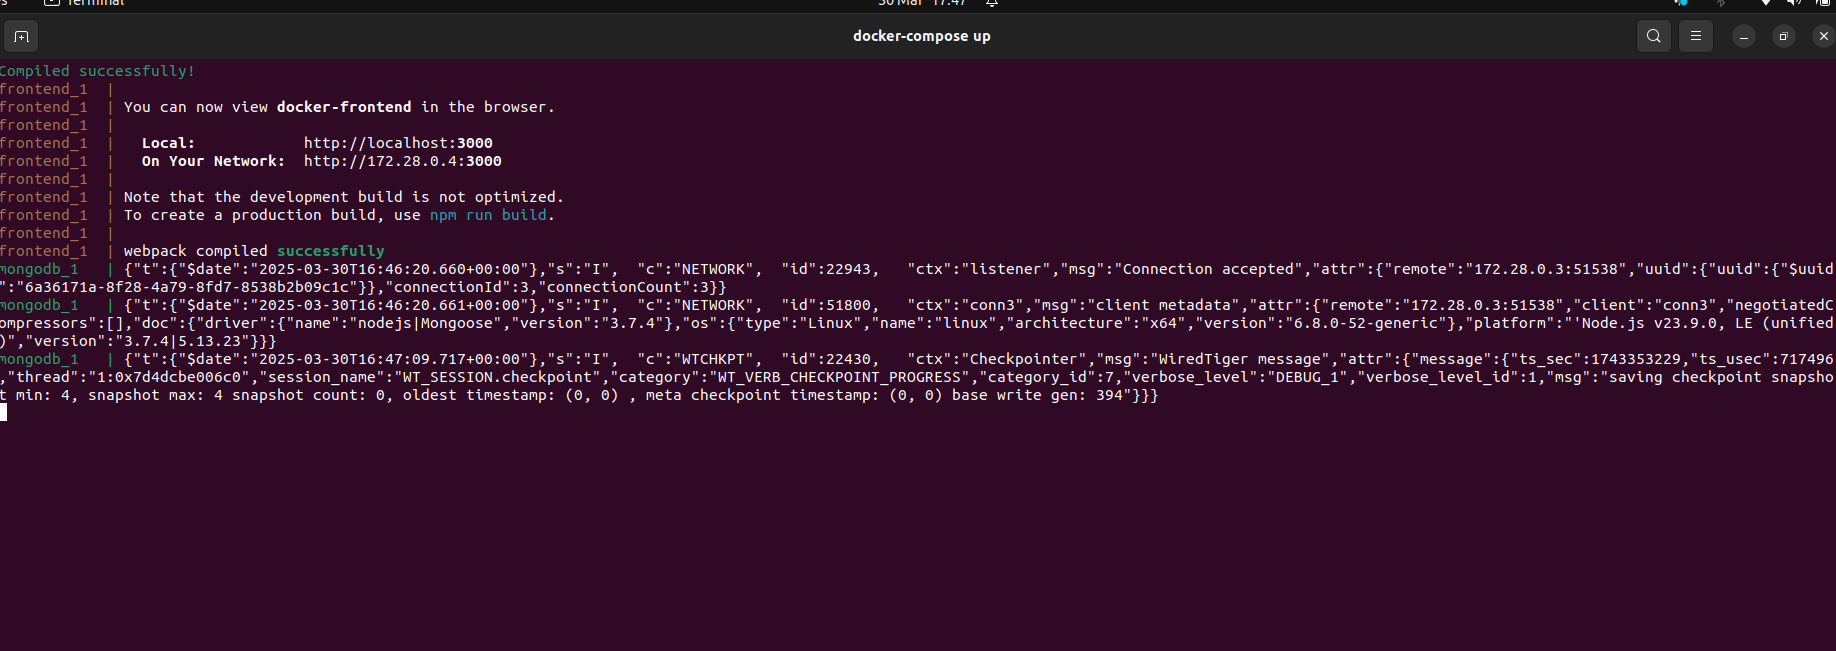 Terminal
30 Mar 17:47
docker-compose up
Compiled successfully!
frontend_1  |
frontend_1  | You can now view docker-frontend in the browser.
frontend_1  |
frontend_1  |   Local:            http://localhost:3000
frontend_1  |   On Your Network:  http://172.28.0.4:3000
frontend_1  |
frontend_1  | Note that the development build is not optimized.
frontend_1  | To create a production build, use npm run build.
frontend_1  |
frontend_1  | webpack compiled successfully
mongodb_1   | {"t":{"$date":"2025-03-30T16:46:20.660+00:00"},"s":"I",  "c":"NETWORK",  "id":22943,   "ctx":"listener","msg":"Connection accepted","attr":{"remote":"172.28.0.3:51538","uuid":{"uuid":{"$uuid
":"6a36171a-8f28-4a79-8fd7-8538b2b09c1c"}},"connectionId":3,"connectionCount":3}}
mongodb_1   | {"t":{"$date":"2025-03-30T16:46:20.661+00:00"},"s":"I",  "c":"NETWORK",  "id":51800,   "ctx":"conn3","msg":"client metadata","attr":{"remote":"172.28.0.3:51538","client":"conn3","negotiatedC
ompressors":[],"doc":{"driver":{"name":"nodejs|Mongoose","version":"3.7.4"},"os":{"type":"Linux","name":"linux","architecture":"x64","version":"6.8.0-52-generic"},"platform":"'Node.js v23.9.0, LE (unified
)","version":"3.7.4|5.13.23"}}}
mongodb_1   | {"t":{"$date":"2025-03-30T16:47:09.717+00:00"},"s":"I",  "c":"WTCHKPT",  "id":22430,   "ctx":"Checkpointer","msg":"WiredTiger message","attr":{"message":{"ts_sec":1743353229,"ts_usec":717496
,"thread":"1:0x7d4dcbe006c0","session_name":"WT_SESSION.checkpoint","category":"WT_VERB_CHECKPOINT_PROGRESS","category_id":7,"verbose_level":"DEBUG_1","verbose_level_id":1,"msg":"saving checkpoint snapsho
t min: 4, snapshot max: 4 snapshot count: 0, oldest timestamp: (0, 0) , meta checkpoint timestamp: (0, 0) base write gen: 394"}}}